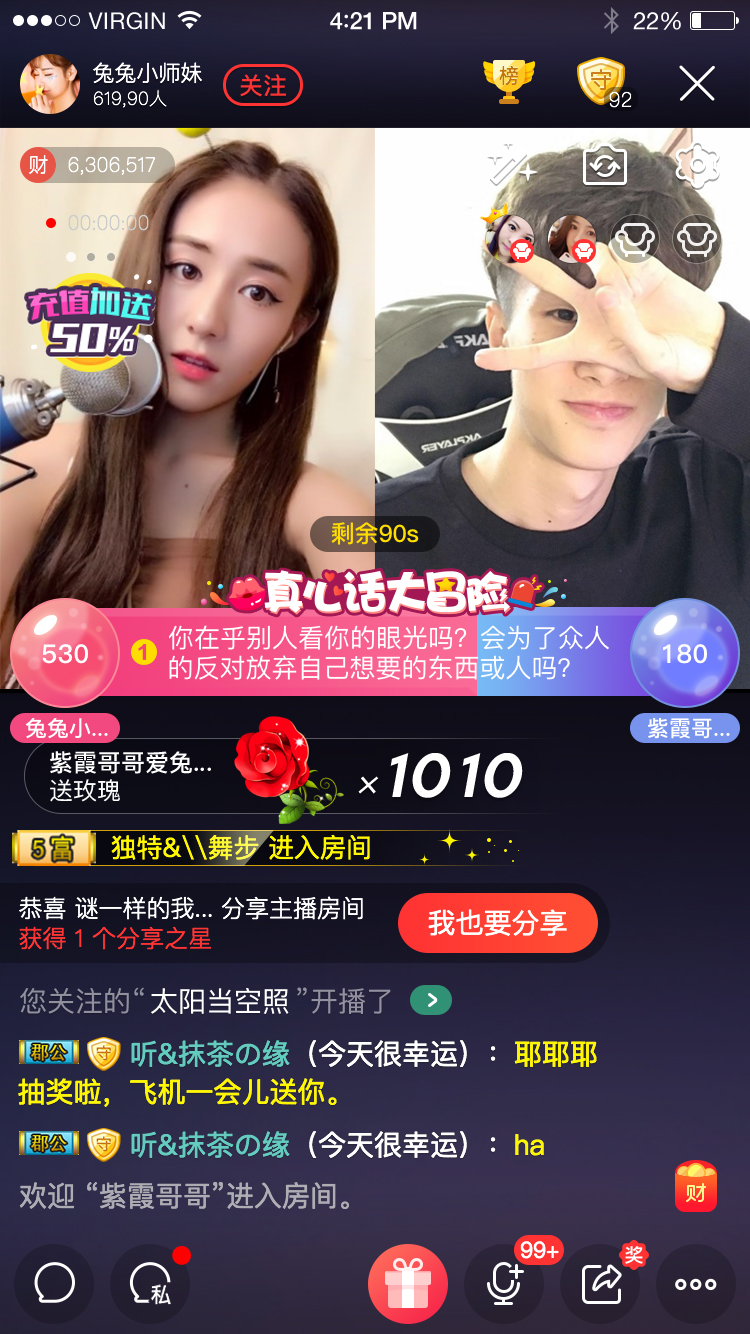 VIRGIN 4:21 PM 22%
兔兔小师妹
619,90人
关注
榜
守
92
财 6,306,517
00:00:00
充值加送
50%
剩余90s
真心话大冒险
530
1 你在乎别人看你的眼光吗？会为了众人
的反对放弃自己想要的东西或人吗？
180
兔兔小...
紫霞哥...
紫霞哥哥爱兔...
送玫瑰
×1010
5富 独特&\\舞步 进入房间
恭喜 谜一样的我... 分享主播房间
获得 1 个分享之星
我也要分享
您关注的“太阳当空照 ”开播了
郡公 守 听&抹茶の缘（今天很幸运）：耶耶耶
抽奖啦，飞机一会儿送你。
郡公 守 听&抹茶の缘（今天很幸运）：ha
欢迎 “紫霞哥哥”进入房间。
财
私
99+
奖